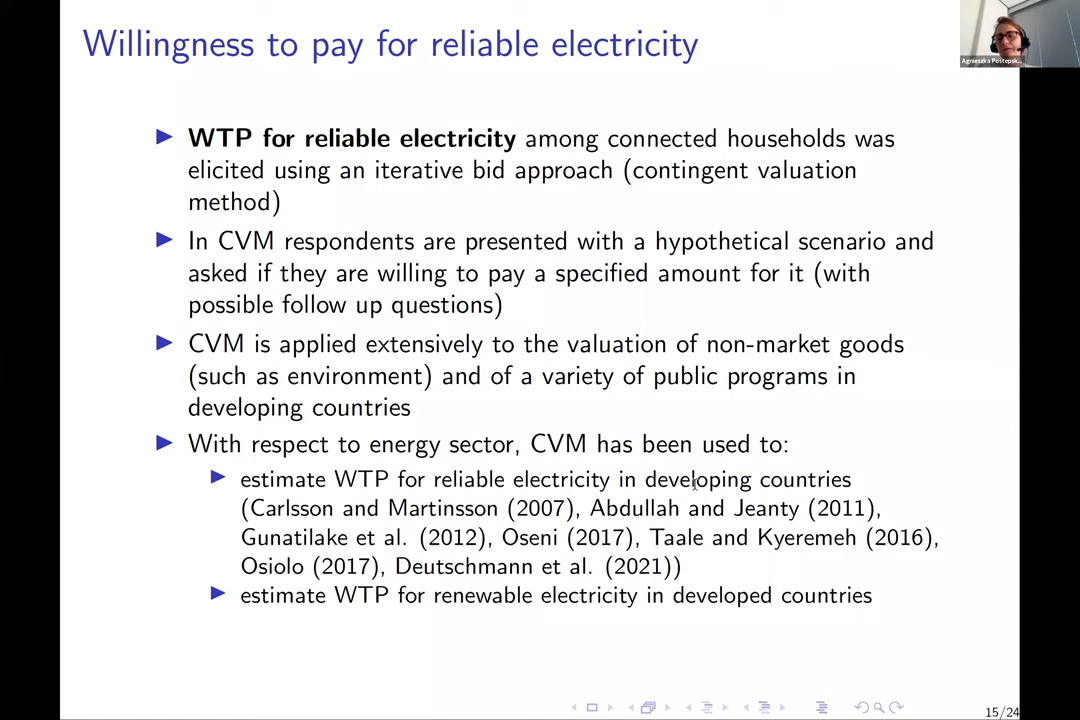 Willingness to pay for reliable electricity
Agnieszka Postepsk...
▶ WTP for reliable electricity among connected households was
elicited using an iterative bid approach (contingent valuation
method)
▶ In CVM respondents are presented with a hypothetical scenario and
asked if they are willing to pay a specified amount for it (with
possible follow up questions)
▶ CVM is applied extensively to the valuation of non-market goods
(such as environment) and of a variety of public programs in
developing countries
▶ With respect to energy sector, CVM has been used to:
▶ estimate WTP for reliable electricity in developing countries
(Carlsson and Martinsson (2007), Abdullah and Jeanty (2011),
Gunatilake et al. (2012), Oseni (2017), Taale and Kyeremeh (2016),
Osiolo (2017), Deutschmann et al. (2021))
▶ estimate WTP for renewable electricity in developed countries
15/24